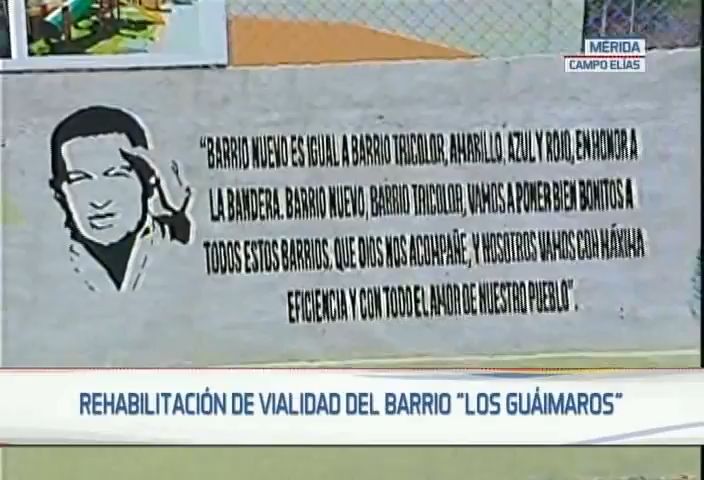 MÉRIDA
CAMPO ELÍAS
"BARRIO NUEVO ES IGUAL A BARRIO TRICOLOR, AMARILLO, AZUL Y ROJO, EN HONOR A
LA BANDERA. BARRIO NUEVO, BARRIO TRICOLOR, VAMOS A PONER BIEN BONITOS A
TODOS ESTOS BARRIOS. QUE DIOS NOS ACOMPAÑE, Y NOSOTROS VAMOS CON MÁXIMA
EFICIENCIA Y CON TODO EL AMOR DE NUESTRO PUEBLO".
REHABILITACIÓN DE VIALIDAD DEL BARRIO "LOS GUÁIMAROS"